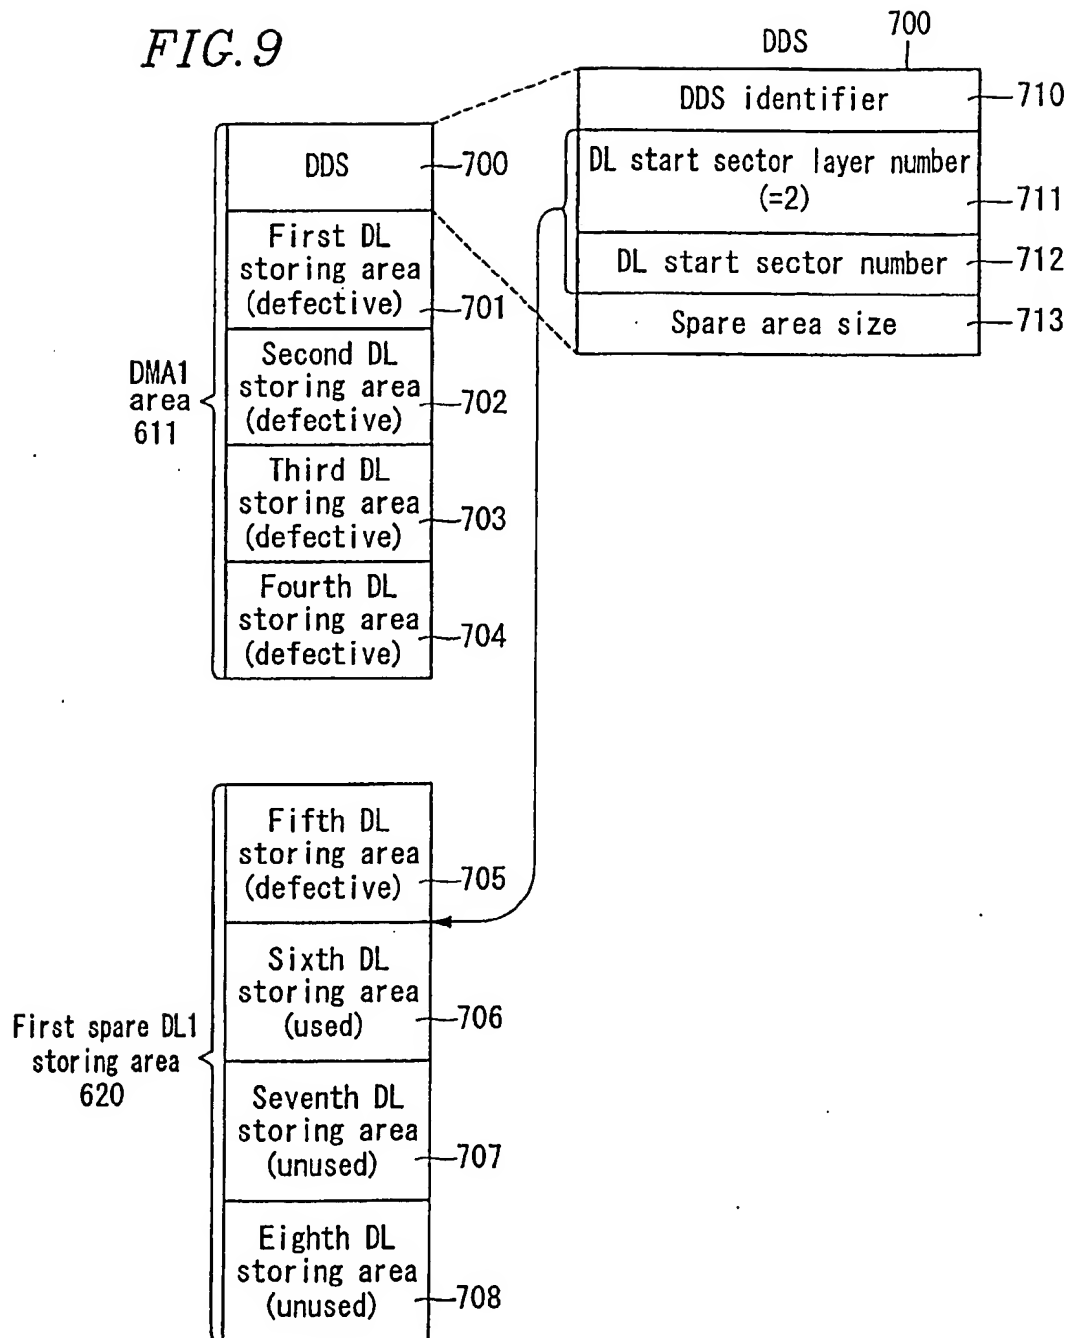 FIG. 9
DDS
700
DDS identifier
710
DL start sector layer number
(=2)
711
DL start sector number
712
Spare area size
713
DDS
700
First DL
storing area
(defective)
701
Second DL
storing area
(defective)
702
Third DL
storing area
(defective)
703
Fourth DL
storing area
(defective)
704
DMA1
area
611
Fifth DL
storing area
(defective)
705
Sixth DL
storing area
(used)
706
Seventh DL
storing area
(unused)
707
Eighth DL
storing area
(unused)
708
First spare DL1
storing area
620